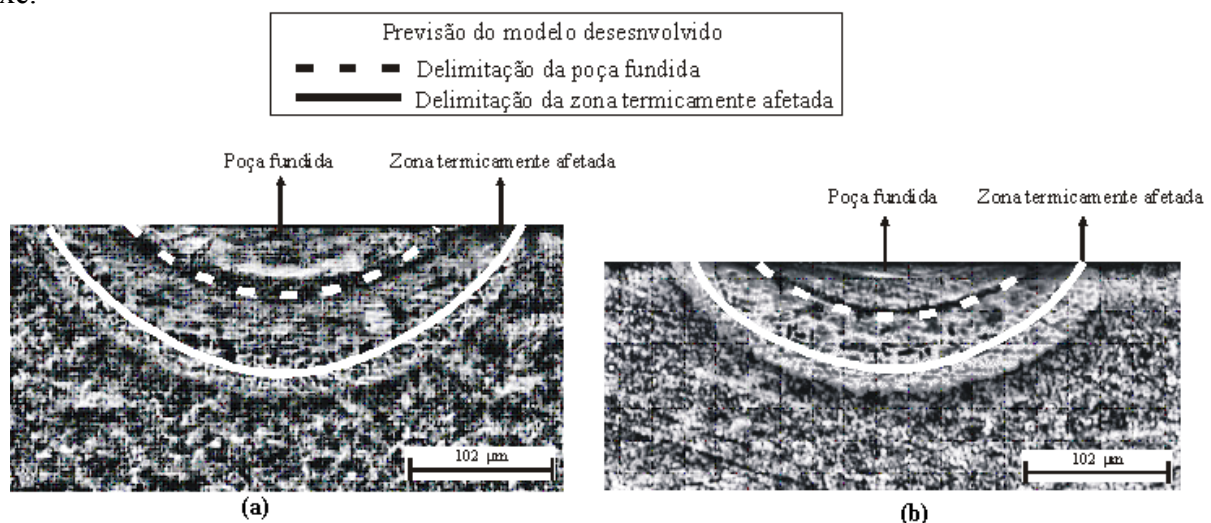 Previsão do modelo desesnvolvido
Delimitação da poça fundida
Delimitação da zona termicamente afetada
Poça fundida
Zona termicamente afetada
102 µm
(a)
Poça fundida
Zona termicamente afetada
102 µm
(b)